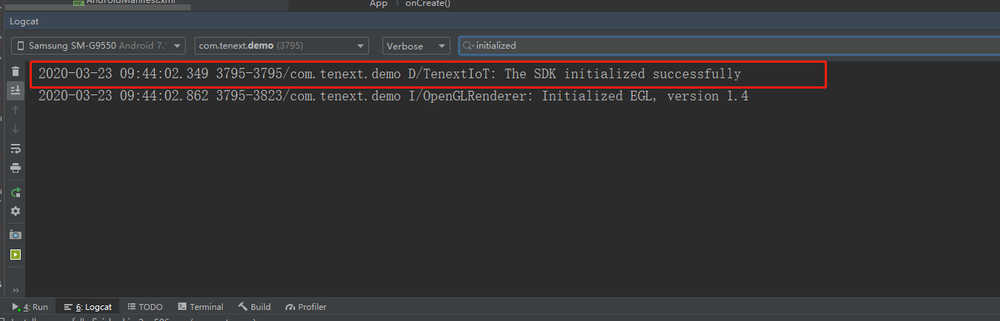 AndroidManifest.xml
App › onCreate()
Logcat
Samsung SM-G9550 Android 7. com.tenext.demo (3795) Verbose initialized
2020-03-23 09:44:02.349 3795-3795/com.tenext.demo D/TenextIoT: The SDK initialized successfully
2020-03-23 09:44:02.862 3795-3823/com.tenext.demo I/OpenGLRenderer: Initialized EGL, version 1.4
4: Run 6: Logcat TODO Terminal Build Profiler